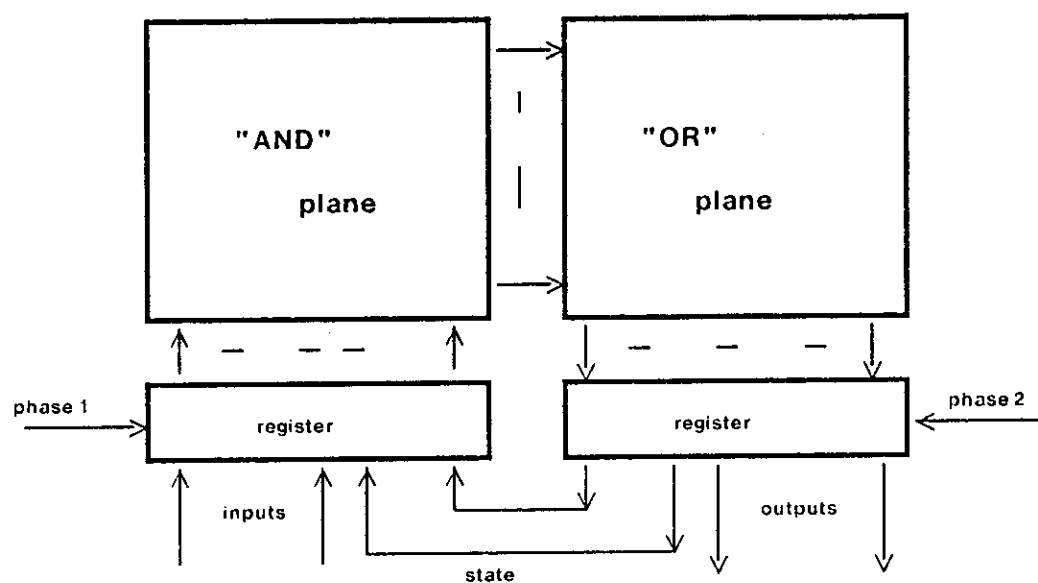 "AND"
plane
"OR"
plane
phase 1
register
register
phase 2
inputs
outputs
state